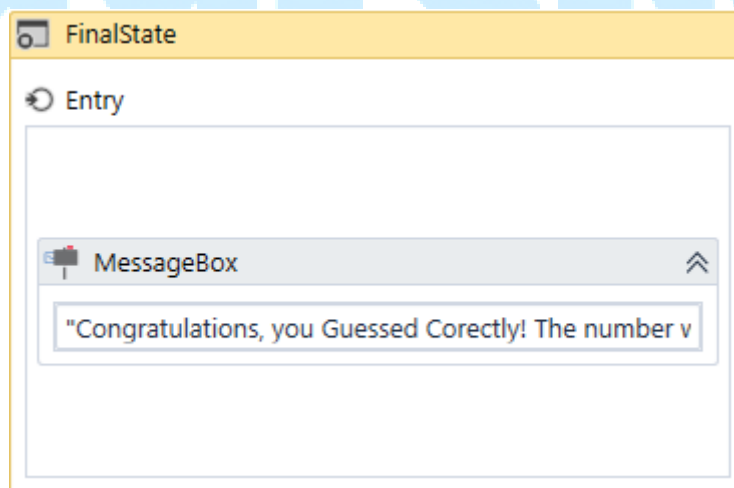 FinalState
Entry
MessageBox
"Congratulations, you Guessed Corectly! The number